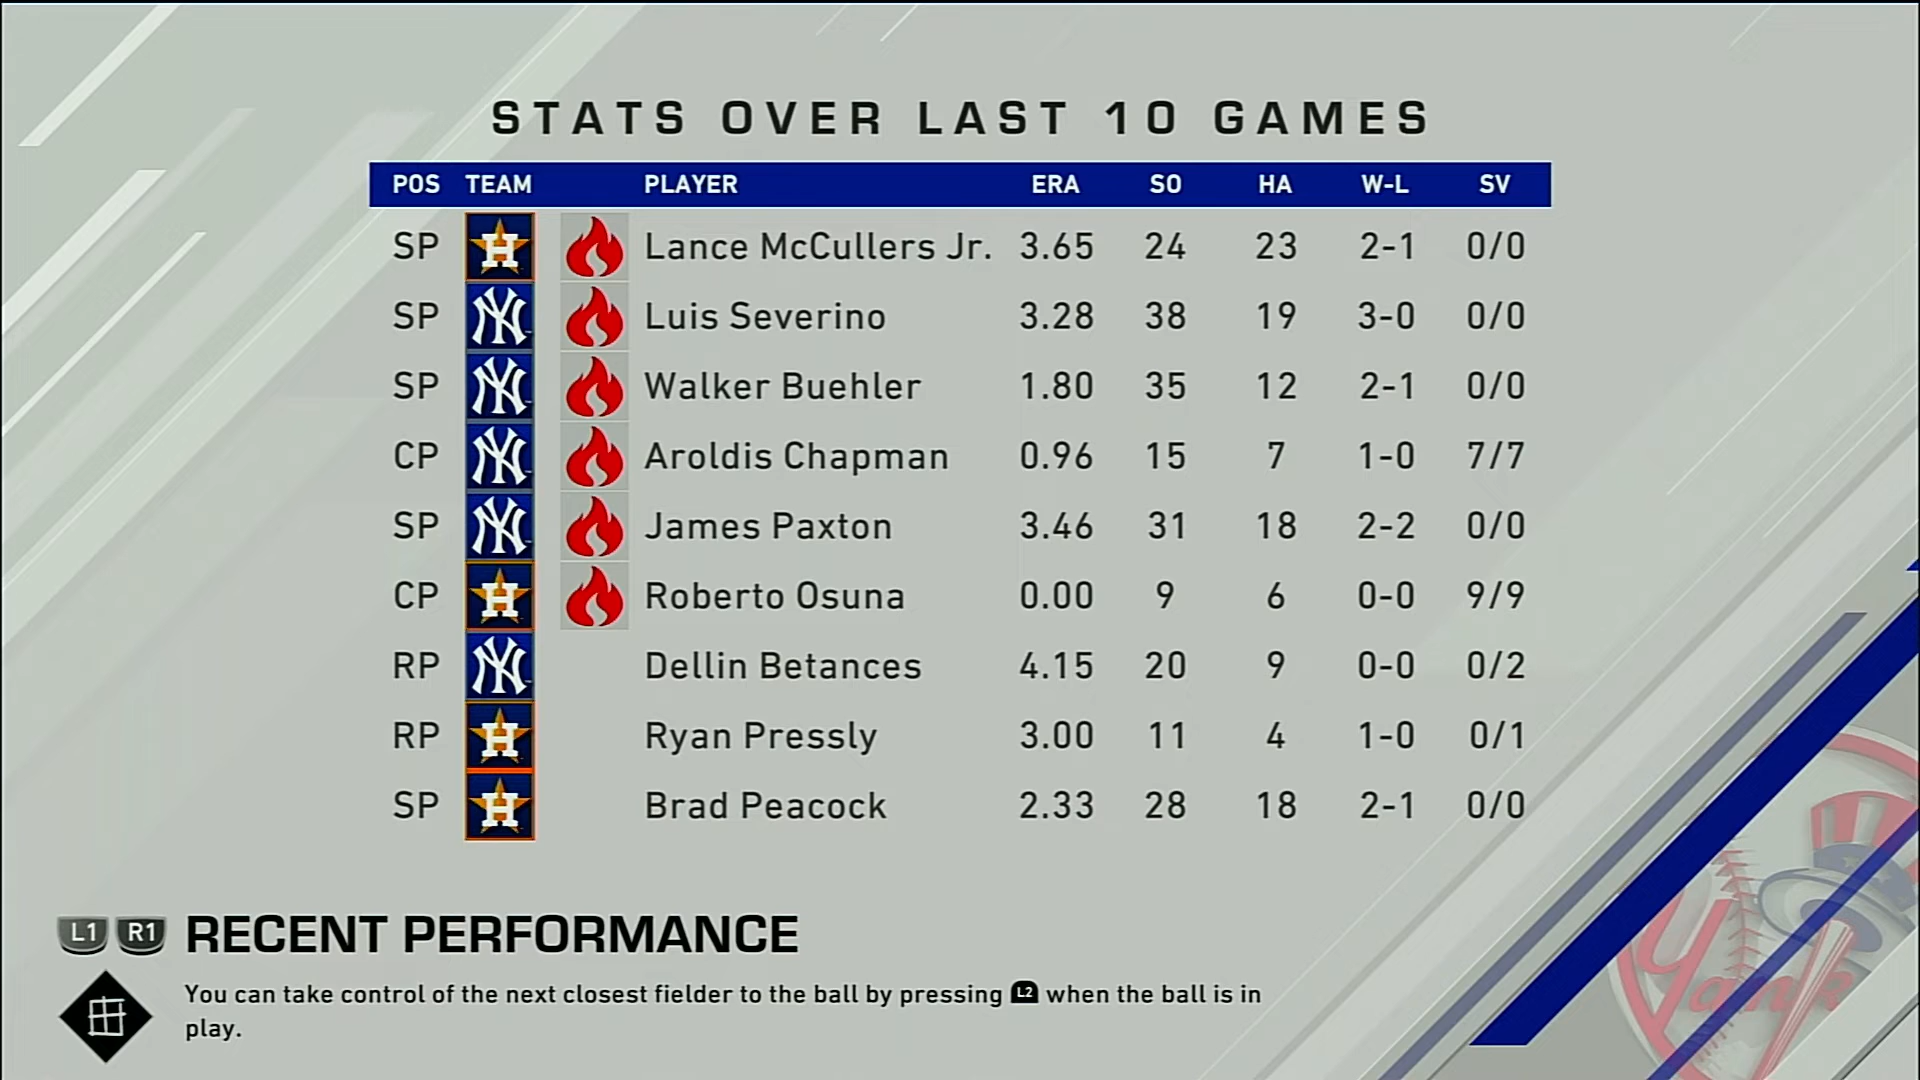 STATS OVER LAST 10 GAMES
POS TEAM PLAYER ERA SO HA W-L SV
SP Lance McCullers Jr. 3.65 24 23 2-1 0/0
SP Luis Severino 3.28 38 19 3-0 0/0
SP Walker Buehler 1.80 35 12 2-1 0/0
CP Aroldis Chapman 0.96 15 7 1-0 7/7
SP James Paxton 3.46 31 18 2-2 0/0
CP Roberto Osuna 0.00 9 6 0-0 9/9
RP Dellin Betances 4.15 20 9 0-0 0/2
RP Ryan Pressly 3.00 11 4 1-0 0/1
SP Brad Peacock 2.33 28 18 2-1 0/0
L1 R1 RECENT PERFORMANCE
You can take control of the next closest fielder to the ball by pressing L2 when the ball is in
play.